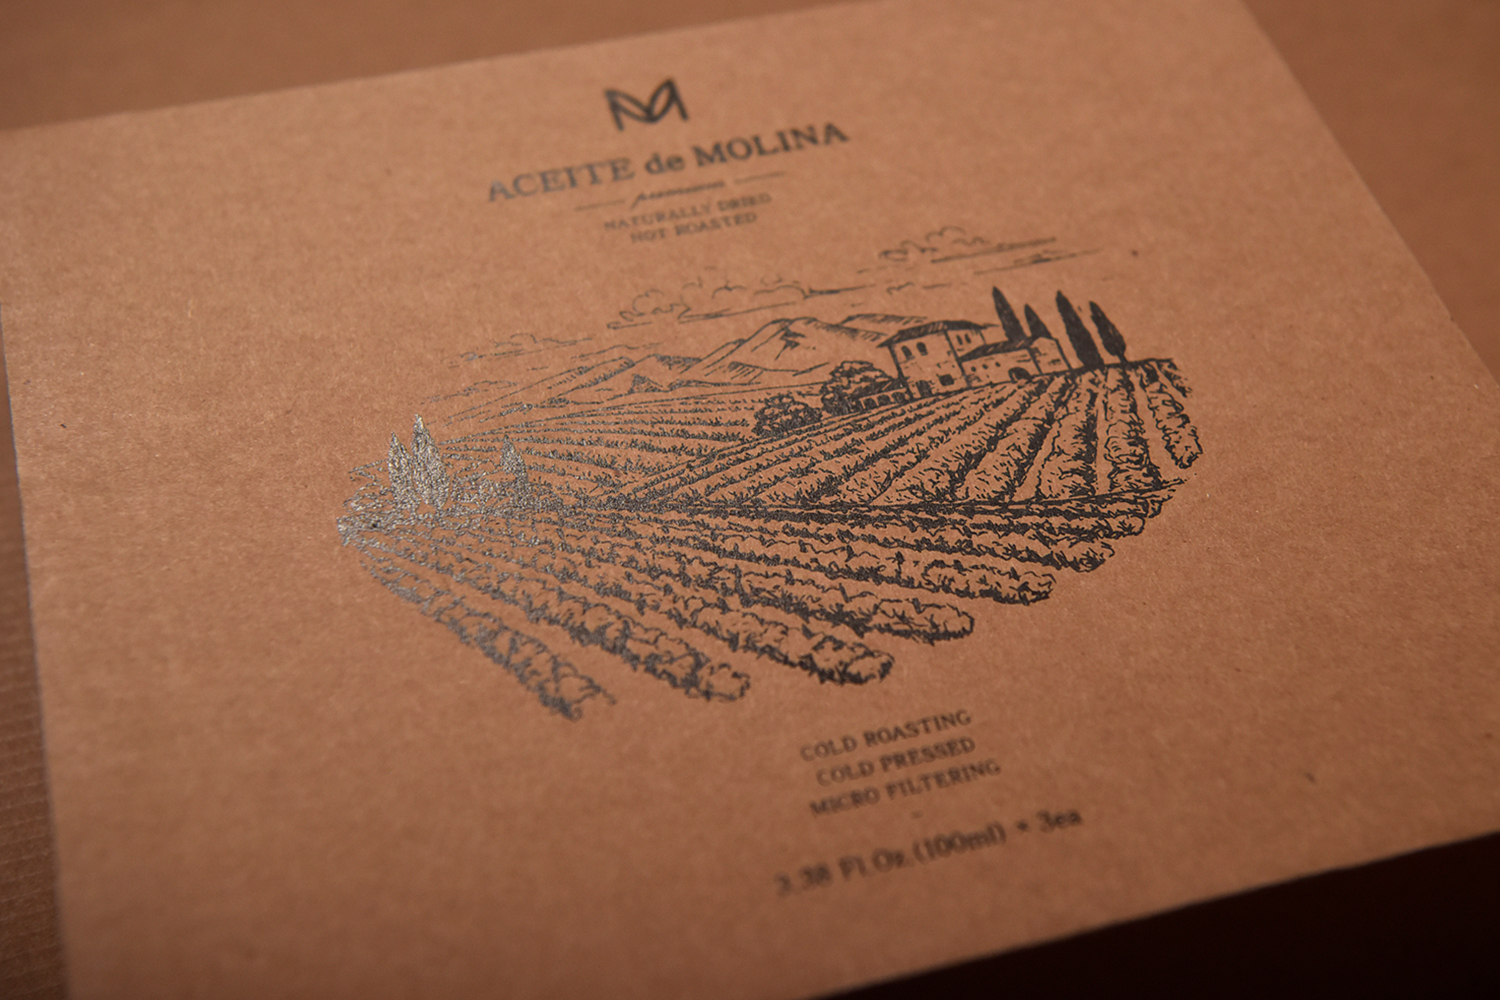 ACEITE de MOLINA
premium
NATURALLY DRIED
NOT ROASTED
COLD ROASTING
COLD PRESSED
MICRO FILTERING
3.38 Fl.Oz.(100ml) * 3ea